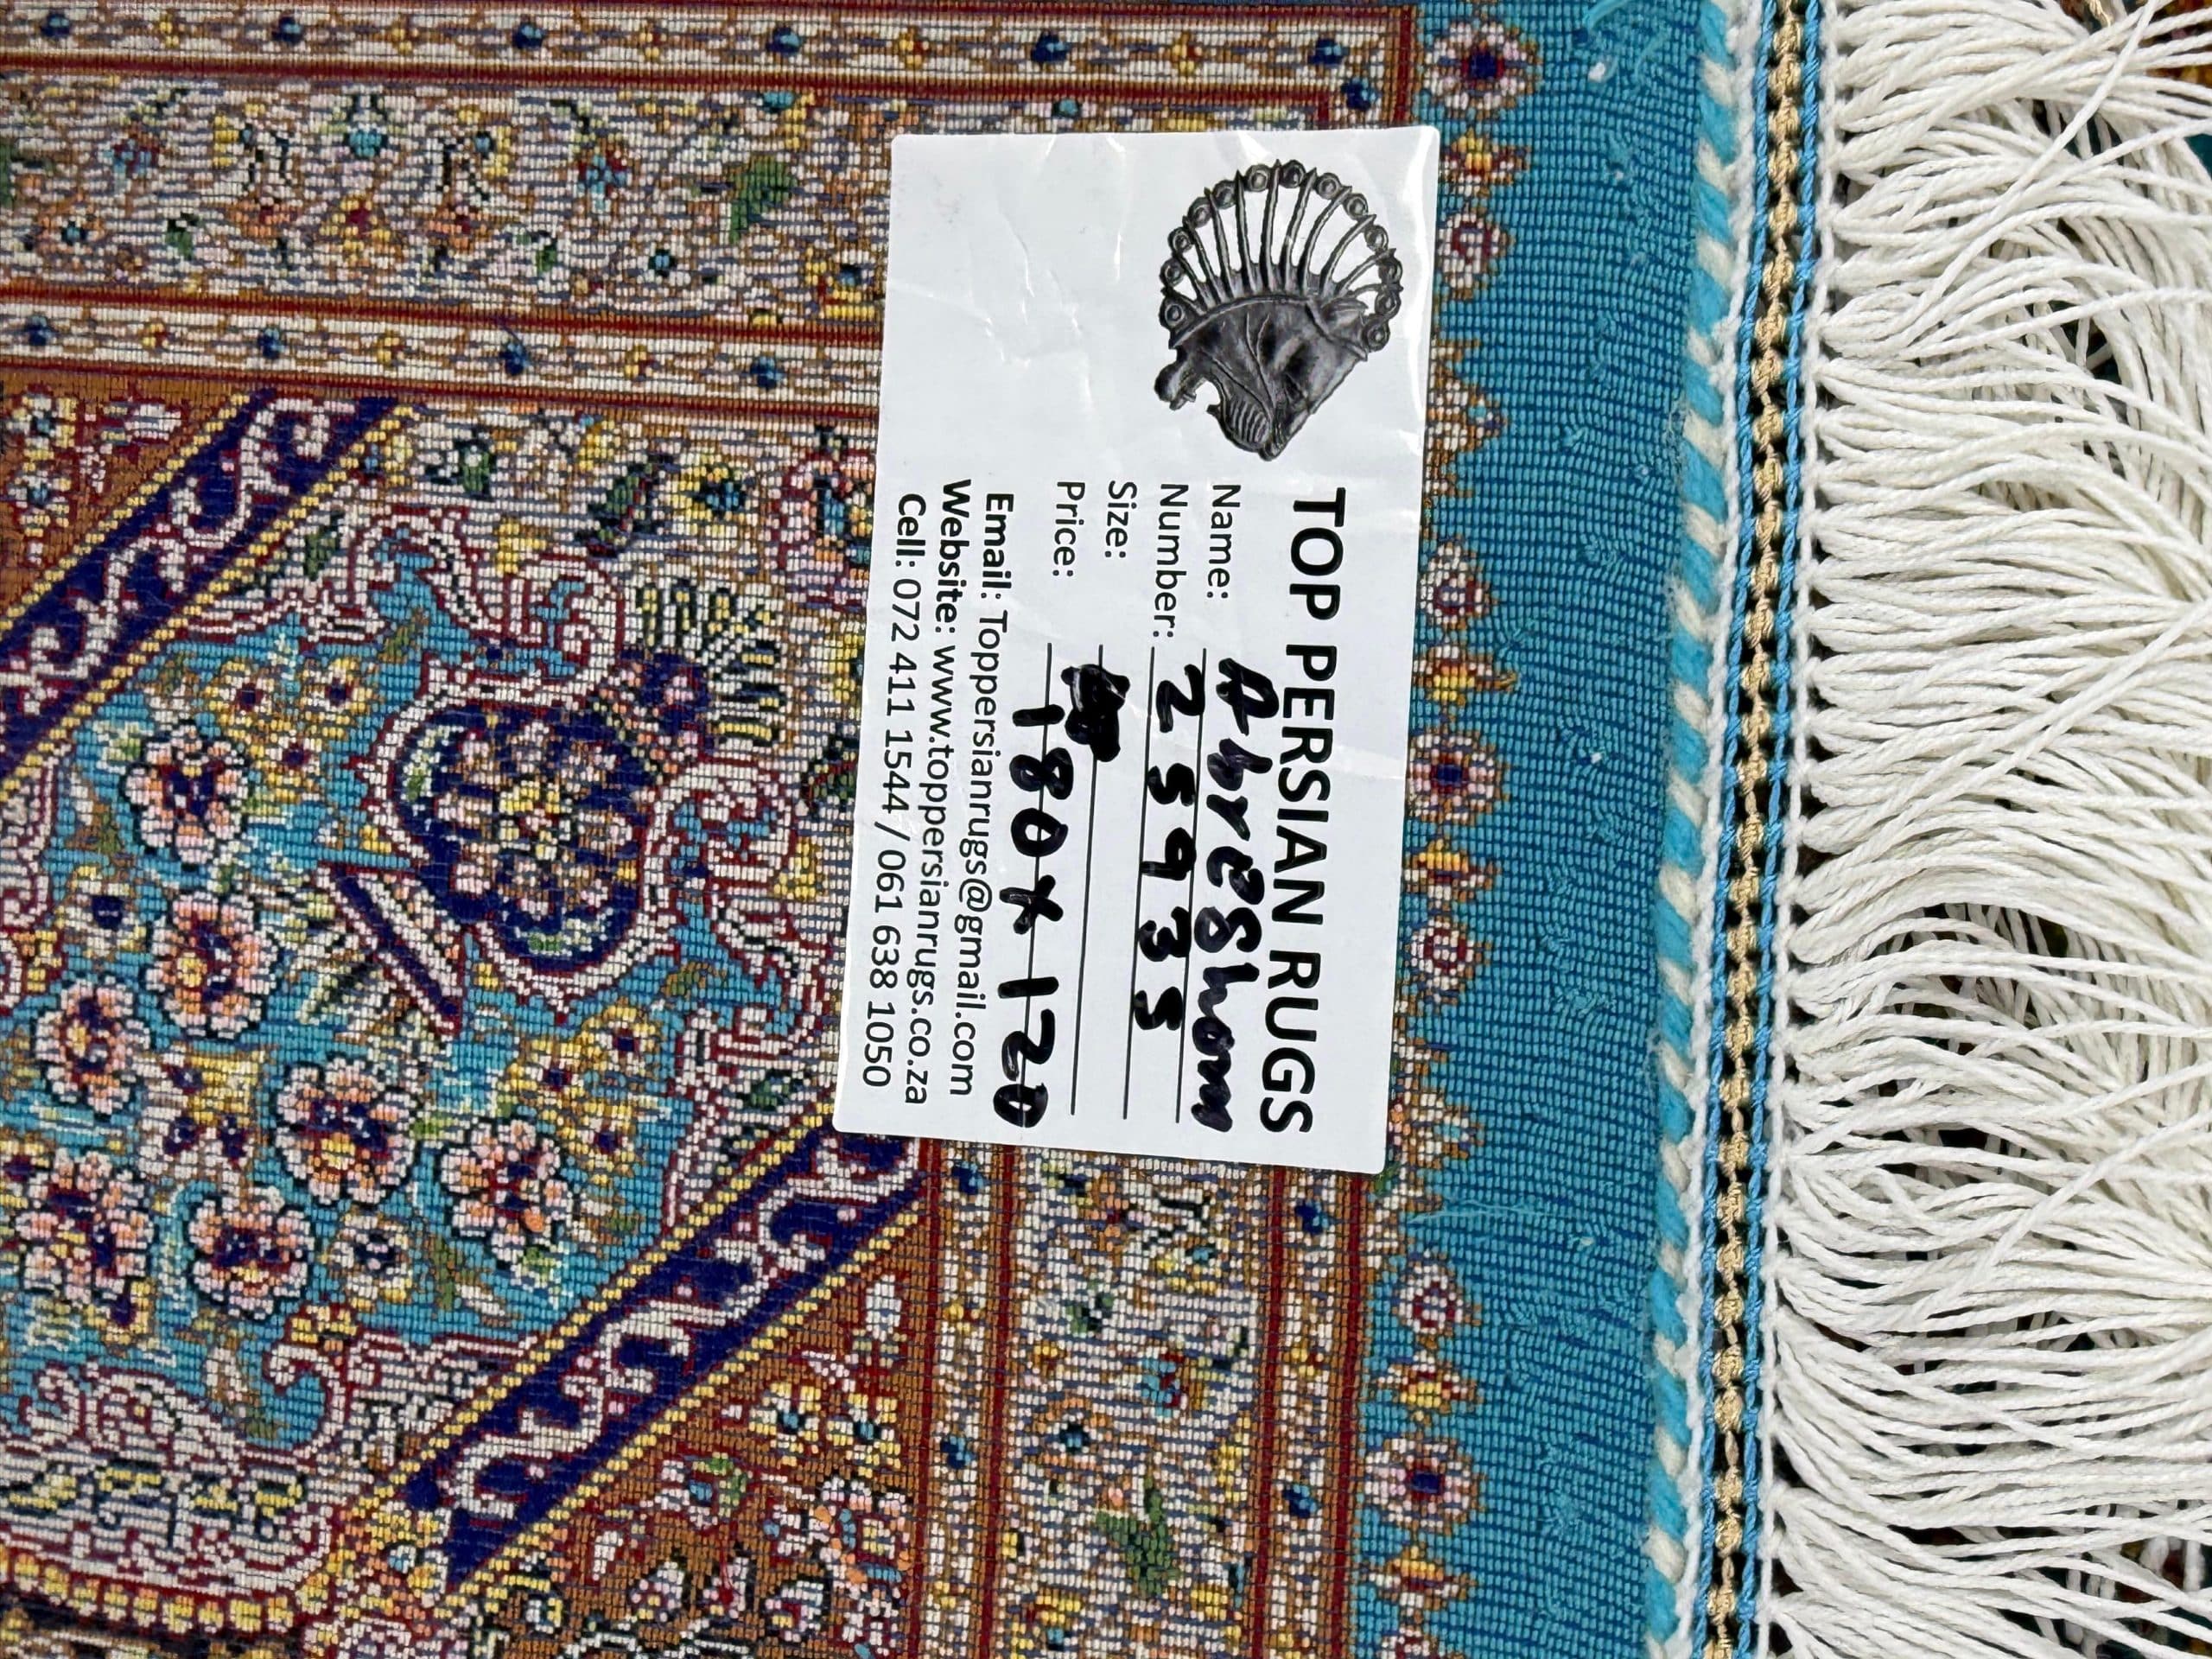 TOP PERSIAN RUGS
Name: Abreshom
Number: 25935
Size:
Price: 180x120
Email: Toppersianrugs@gmail.com
Website: www.toppersianrugs.co.za
Cell: 072 411 1544 / 061 638 1050